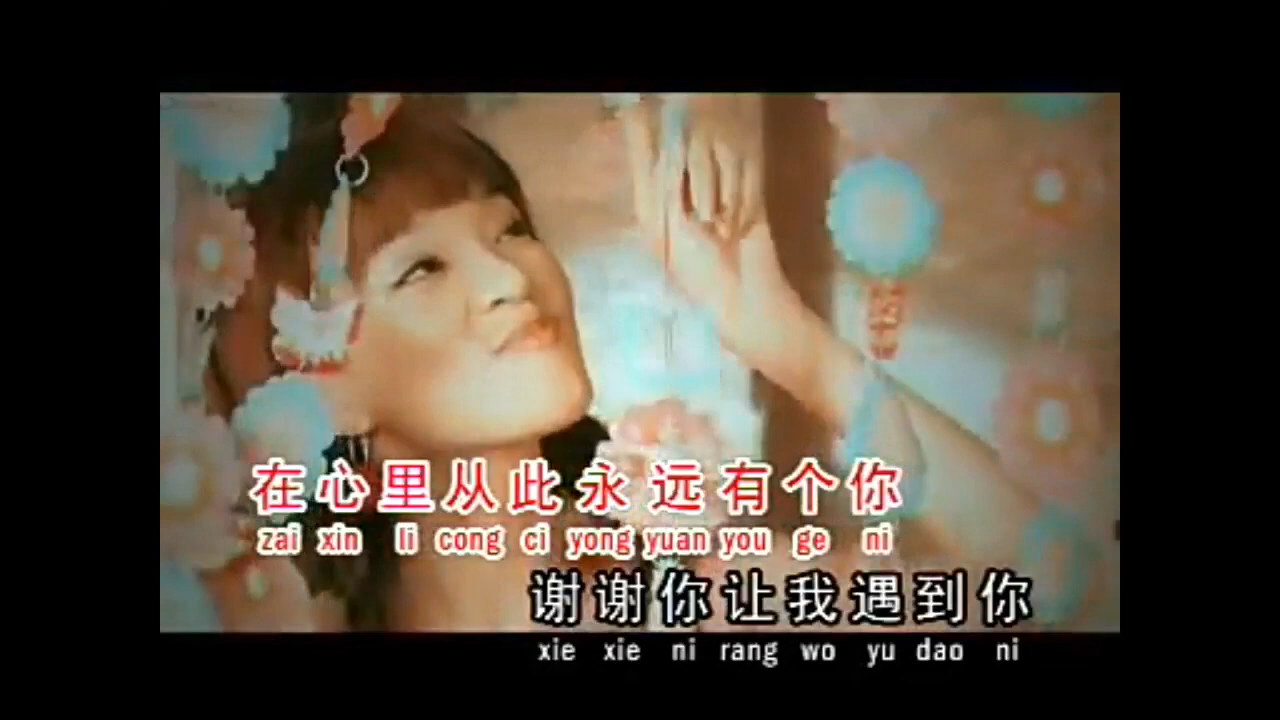 在心里从此永远有个你
zai xin li cong ci yong yuan you ge ni
谢谢你让我遇到你
xie xie ni rang wo yu dao ni